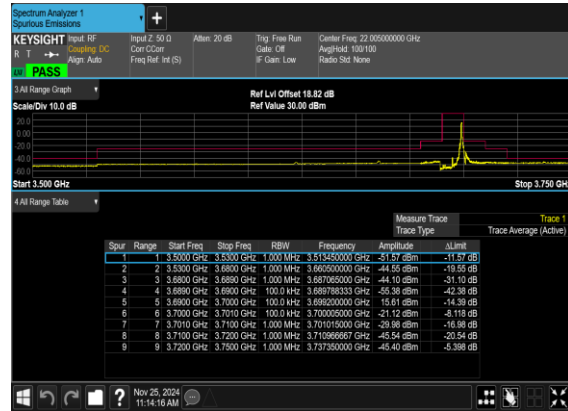 Spectrum Analyzer 1
Spurious Emissions
+
KEYSIGHT Input: RF Input Z: 50 Ω Atten: 20 dB Trig: Free Run Center Freq: 22.005000000 GHz
R T Coupling: DC Corr CCorr Gate: Off Avg|Hold: 100/100
Align: Auto Freq Ref: Int (S) IF Gain: Low Radio Std: None
PASS
3 All Range Graph
Ref Lvl Offset 18.82 dB
Scale/Div 10.0 dB Ref Value 30.00 dBm
20.0
0.00
-20.0
-40.0
-60.0
Start 3.500 GHz Stop 3.750 GH
4 All Range Table
Measure Trace Trace 1
Trace Type Trace Average (Active)
Spur Range Start Freq Stop Freq RBW Frequency Amplitude ΔLimit
1 1 3.5000 GHz 3.5300 GHz 1.000 MHz 3.513450000 GHz -51.57 dBm -11.57 dB
2 2 3.5300 GHz 3.6800 GHz 1.000 MHz 3.660500000 GHz -44.55 dBm -19.55 dB
3 3 3.6800 GHz 3.6890 GHz 1.000 MHz 3.687065000 GHz -44.10 dBm -31.10 dB
4 4 3.6890 GHz 3.6900 GHz 100.0 kHz 3.689788333 GHz -55.38 dBm -42.38 dB
5 5 3.6900 GHz 3.7000 GHz 100.0 kHz 3.699200000 GHz 15.61 dBm -14.39 dB
6 6 3.7000 GHz 3.7010 GHz 100.0 kHz 3.700005000 GHz -21.12 dBm -8.118 dB
7 7 3.7010 GHz 3.7100 GHz 1.000 MHz 3.701015000 GHz -29.98 dBm -16.98 dB
8 8 3.7100 GHz 3.7200 GHz 1.000 MHz 3.710966667 GHz -45.54 dBm -20.54 dB
9 9 3.7200 GHz 3.7500 GHz 1.000 MHz 3.737350000 GHz -45.40 dBm -5.398 dB
? Nov 25, 2024
11:14:16 AM